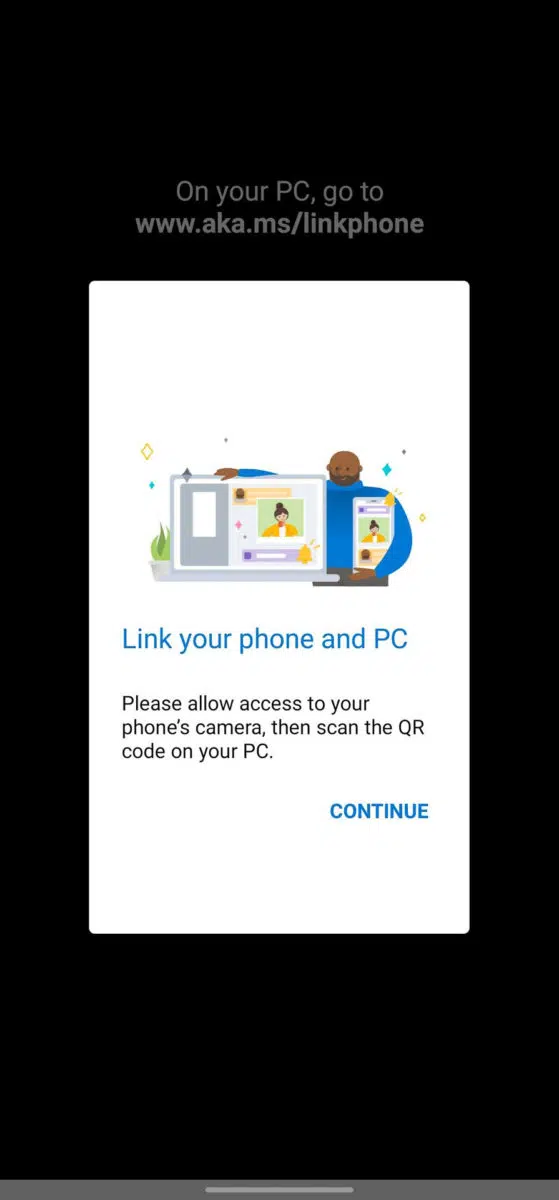 On your PC, go to
www.aka.ms/linkphone
Link your phone and PC
Please allow access to your
phone’s camera, then scan the QR
code on your PC.
CONTINUE